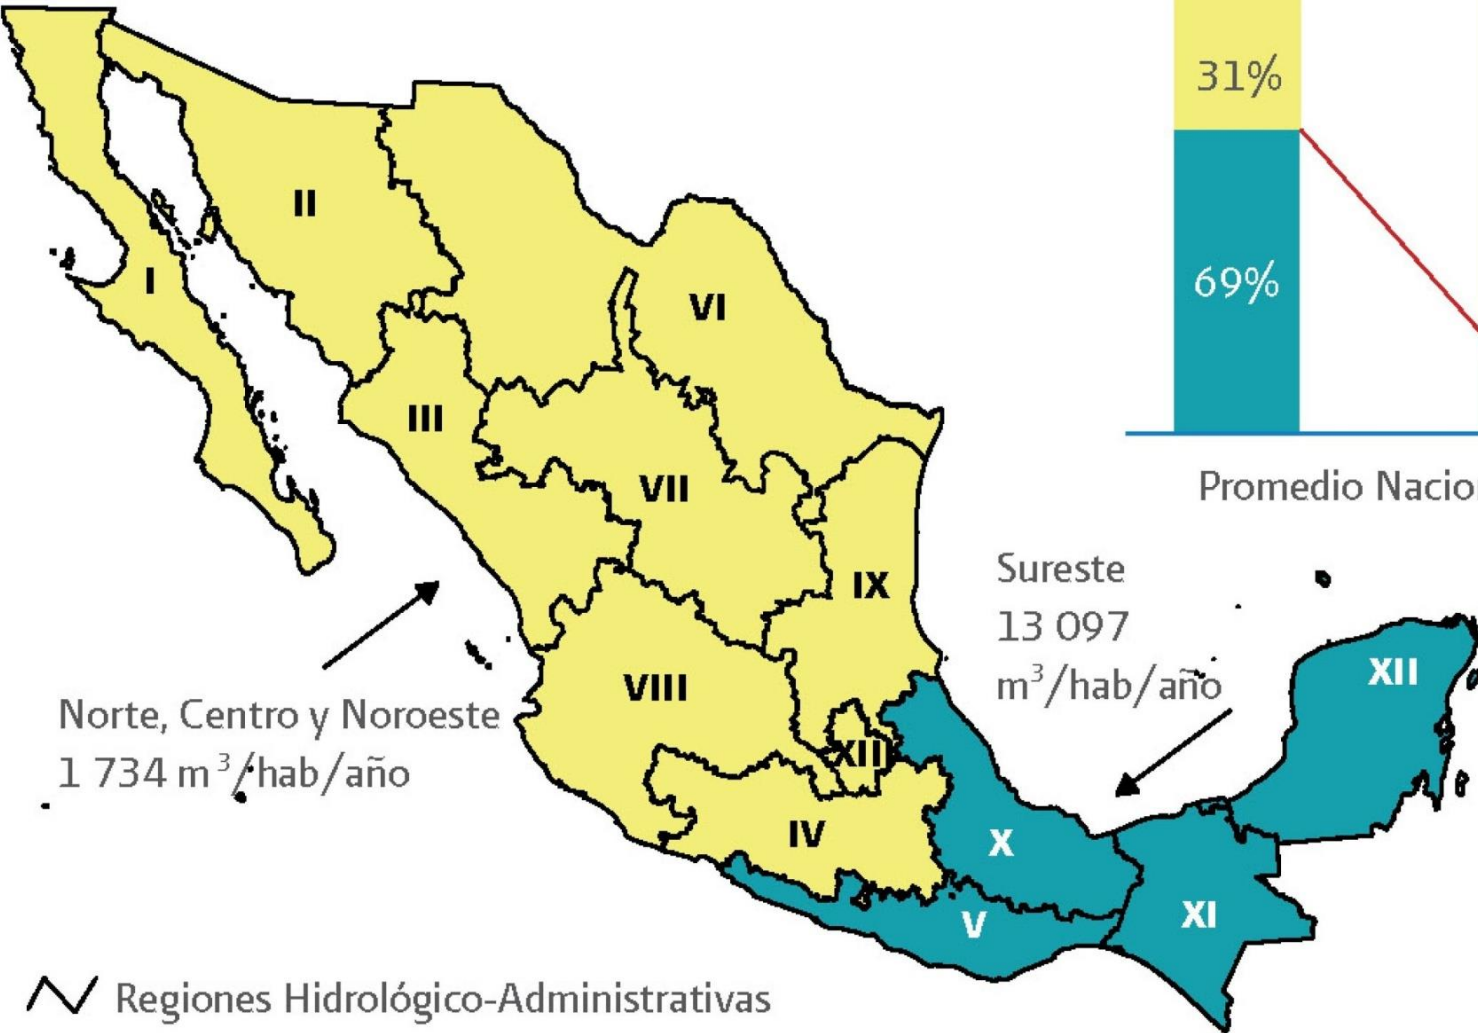 31%
69%
Promedio Nacio
I
II
III
VI
VII
IX
VIII
XII
IV
X
V
XI
XII
Sureste
13 097
m³/hab/año
Norte, Centro y Noroeste
1 734 m³/hab/año
Regiones Hidrológico-Administrativas